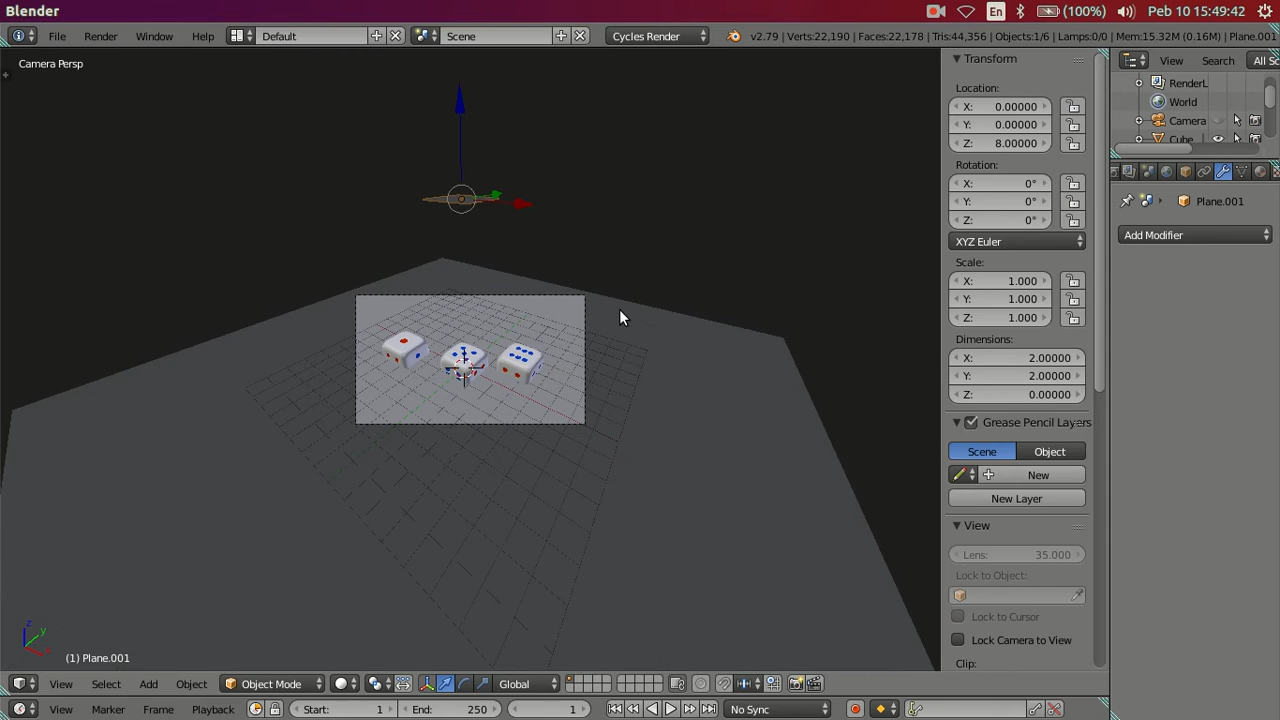 Blender
En
(100%)
Peb 10 15:49:42
File Render Window Help
Default
Scene
Cycles Render
v2.79 | Verts:22,190 | Faces:22,178 | Tris:44,356 | Objects:1/6 | Lamps:0/0 | Mem:15.32M (0.16M) | Plane.001
Camera Persp
Transform
Location:
X: 0.00000
Y: 0.00000
Z: 8.00000
Rotation:
X: 0°
Y: 0°
Z: 0°
XYZ Euler
Scale:
X: 1.000
Y: 1.000
Z: 1.000
Dimensions:
X: 2.00000
Y: 2.00000
Z: 0.00000
Grease Pencil Layers
Scene Object
New
New Layer
View
Lens: 35.000
Lock to Object:
Lock to Cursor
Lock Camera to View
Clip:
View Search All Sc
RenderL
World
Camera
Cube
Plane.001
Add Modifier
z
y
x
(1) Plane.001
View Select Add Object
Object Mode
Global
View Marker Frame Playback
Start: 1
End: 250
1
No Sync